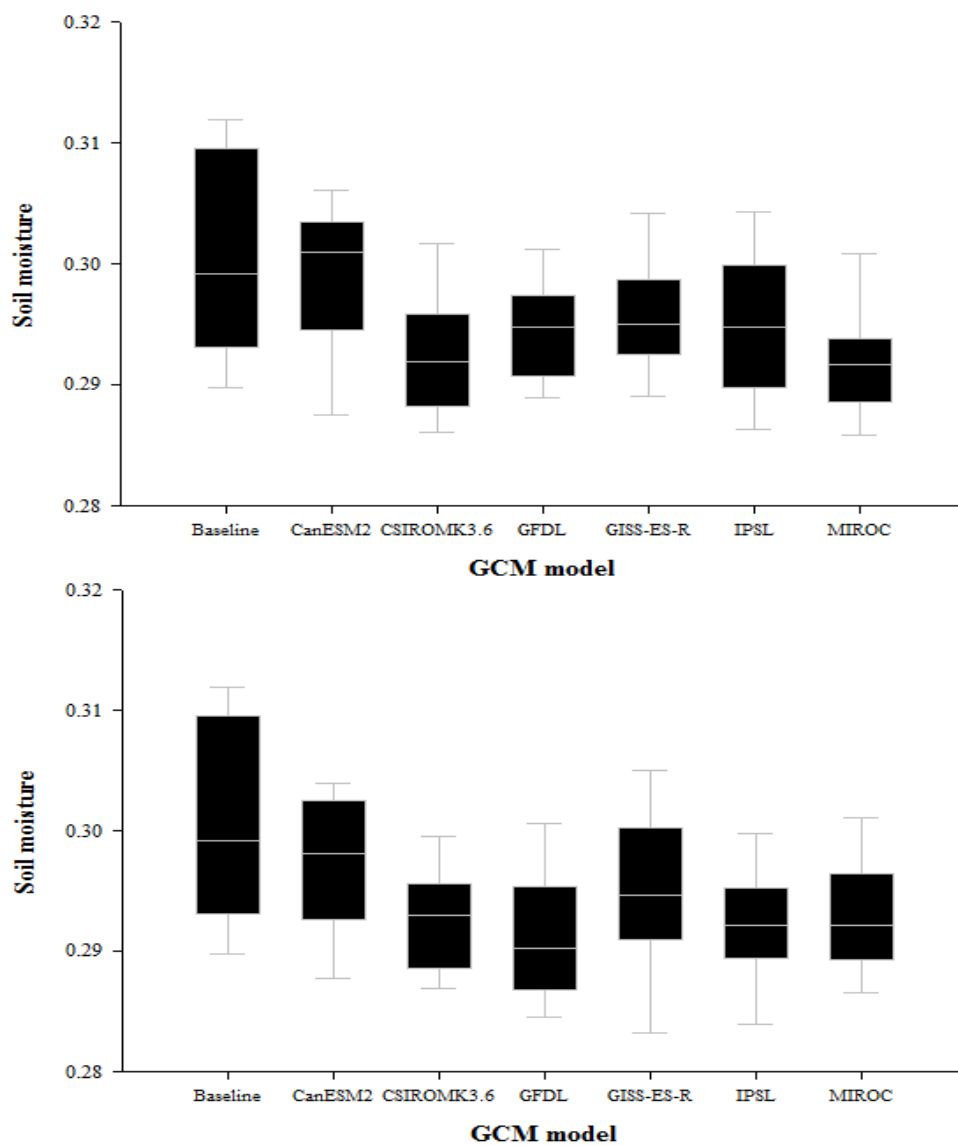 0.32
0.31
0.30
0.29
0.28
Soil moisture
Baseline CanESM2 CSIROMK3.6 GFDL GISS-ES-R IPSL MIROC
GCM model
0.32
0.31
0.30
0.29
0.28
Soil moisture
Baseline CanESM2 CSIROMK3.6 GFDL GISS-ES-R IPSL MIROC
GCM model